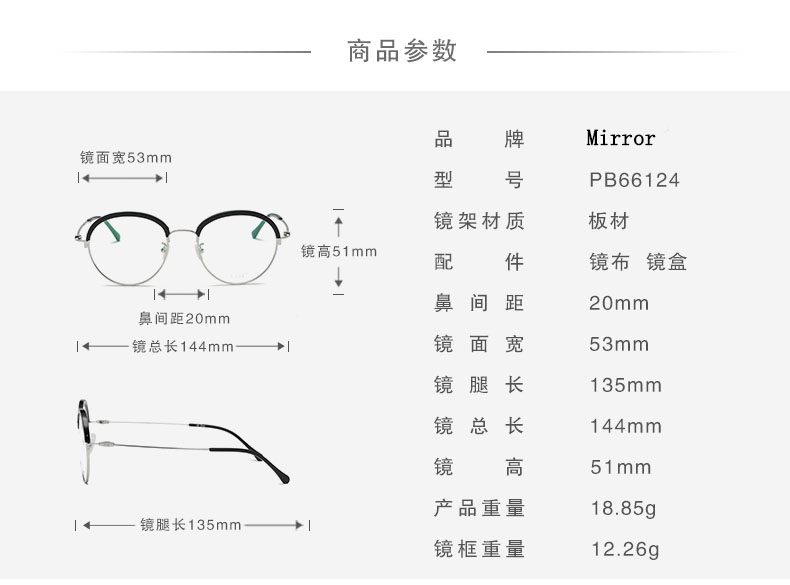 商品参数
镜面宽53mm
镜高51mm
鼻间距20mm
镜总长144mm
镜腿长135mm
品牌 Mirror
型号 PB66124
镜架材质 板材
配件 镜布 镜盒
鼻间距 20mm
镜面宽 53mm
镜腿长 135mm
镜总长 144mm
镜高 51mm
产品重量 18.85g
镜框重量 12.26g